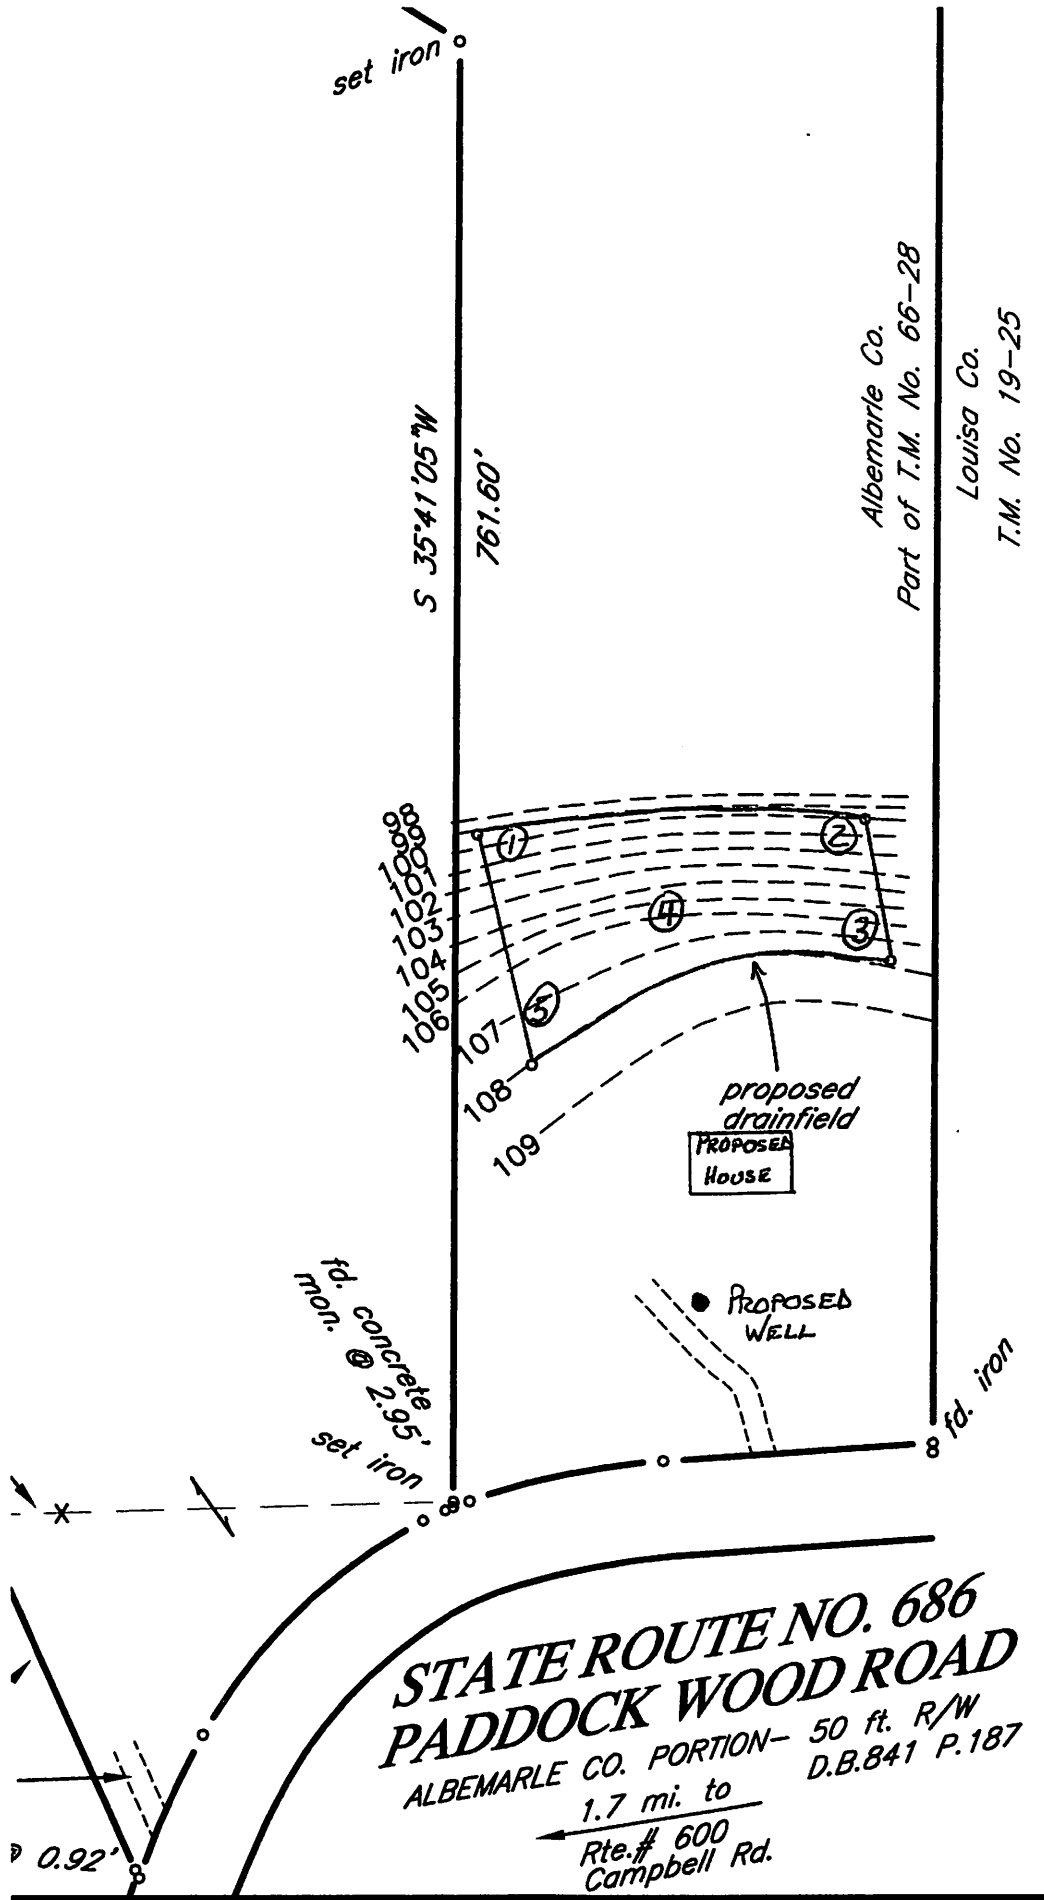 set iron
S 35°41'05"W
761.60'
Albemarle Co.
Part of T.M. No. 66-28
Louisa Co.
T.M. No. 19-25
98
99
100
101
102
103
104
105
106
107
108
109
1
2
3
4
5
proposed
drainfield
PROPOSED
HOUSE
PROPOSED
WELL
fd. concrete
mon. @ 2.95'
set iron
fd. iron
STATE ROUTE NO. 686
PADDOCK WOOD ROAD
ALBEMARLE CO. PORTION- 50 ft. R/W
D.B.841 P.187
1.7 mi. to
Rte.# 600
Campbell Rd.
@ 0.92'